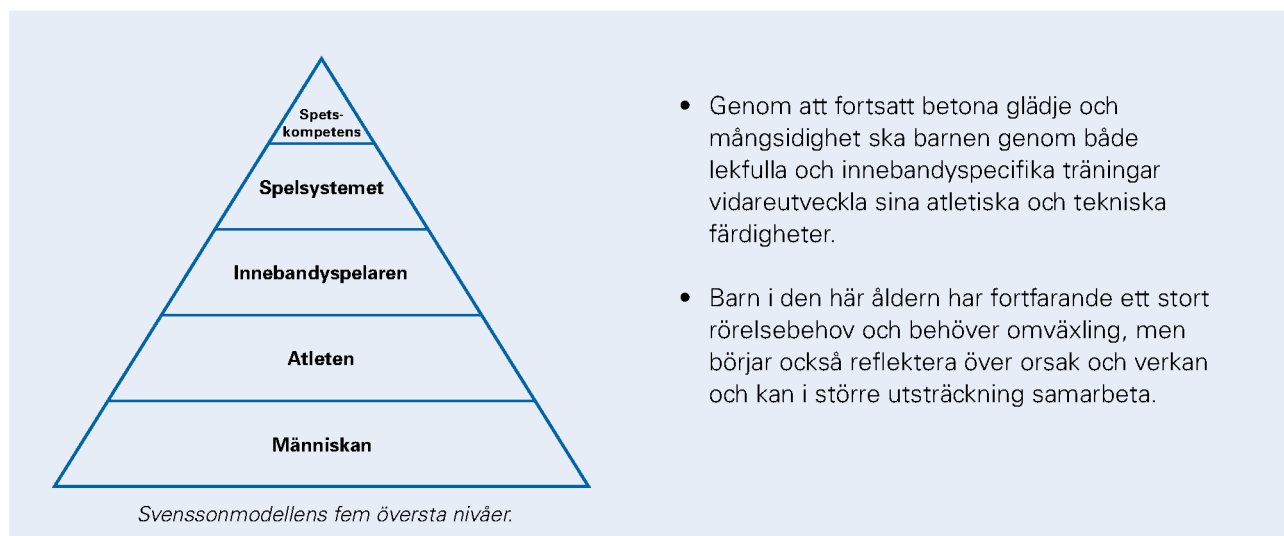 Spets-
kompetens
Spelsystemet
Innebandyspelaren
Atleten
Människan
Svenssonmodellens fem översta nivåer.
• Genom att fortsatt betona glädje och
mångsidighet ska barnen genom både
lekfulla och innebandyspecifika träningar
vidareutveckla sina atletiska och tekniska
färdigheter.
• Barn i den här åldern har fortfarande ett stort
rörelsebehov och behöver omväxling, men
börjar också reflektera över orsak och verkan
och kan i större utsträckning samarbeta.